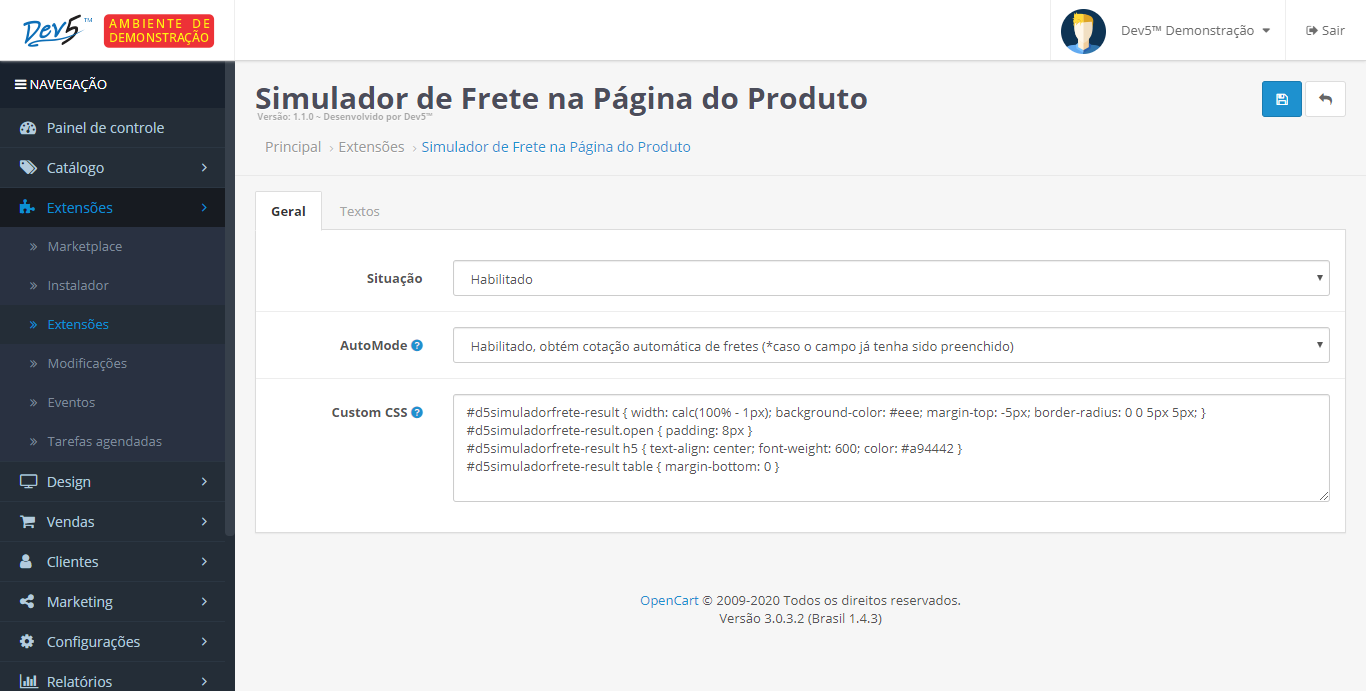 Dev5™
AMBIENTE DE
DEMONSTRAÇÃO
Dev5™ Demonstração
Sair
NAVEGAÇÃO
Painel de controle
Catálogo
Extensões
Marketplace
Instalador
Extensões
Modificações
Eventos
Tarefas agendadas
Design
Vendas
Clientes
Marketing
Configurações
Relatórios
Simulador de Frete na Página do Produto
Versão: 1.1.0 ~ Desenvolvido por Dev5™
Principal › Extensões › Simulador de Frete na Página do Produto
Geral
Textos
Situação
Habilitado
AutoMode
Habilitado, obtém cotação automática de fretes (*caso o campo já tenha sido preenchido)
Custom CSS
#d5simuladorfrete-result { width: calc(100% - 1px); background-color: #eee; margin-top: -5px; border-radius: 0 0 5px 5px; }
#d5simuladorfrete-result.open { padding: 8px }
#d5simuladorfrete-result h5 { text-align: center; font-weight: 600; color: #a94442 }
#d5simuladorfrete-result table { margin-bottom: 0 }
OpenCart © 2009-2020 Todos os direitos reservados.
Versão 3.0.3.2 (Brasil 1.4.3)